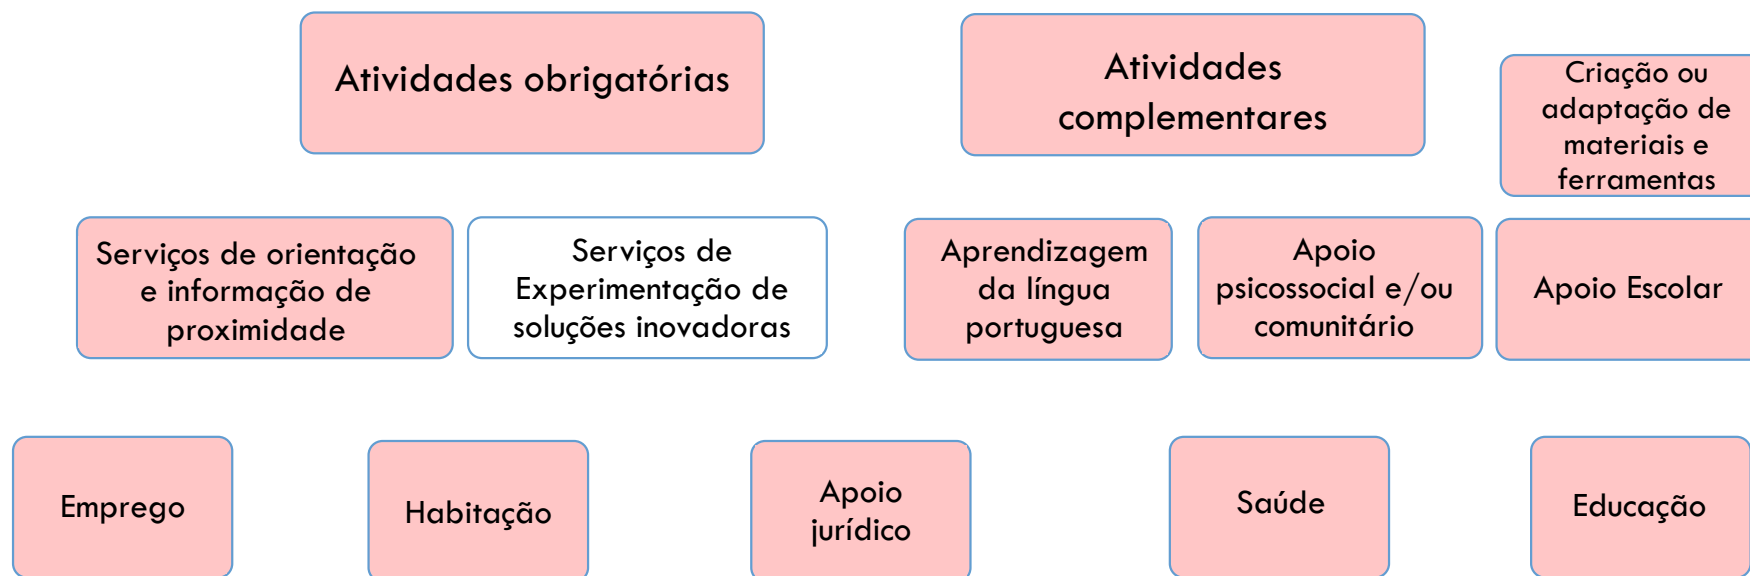 Atividades obrigatórias
Atividades
complementares
Criação ou
adaptação de
materiais e
ferramentas
Serviços de orientação
e informação de
proximidade
Serviços de
Experimentação de
soluções inovadoras
Aprendizagem
da língua
portuguesa
Apoio
psicossocial e/ou
comunitário
Apoio Escolar
Emprego
Habitação
Apoio
jurídico
Saúde
Educação